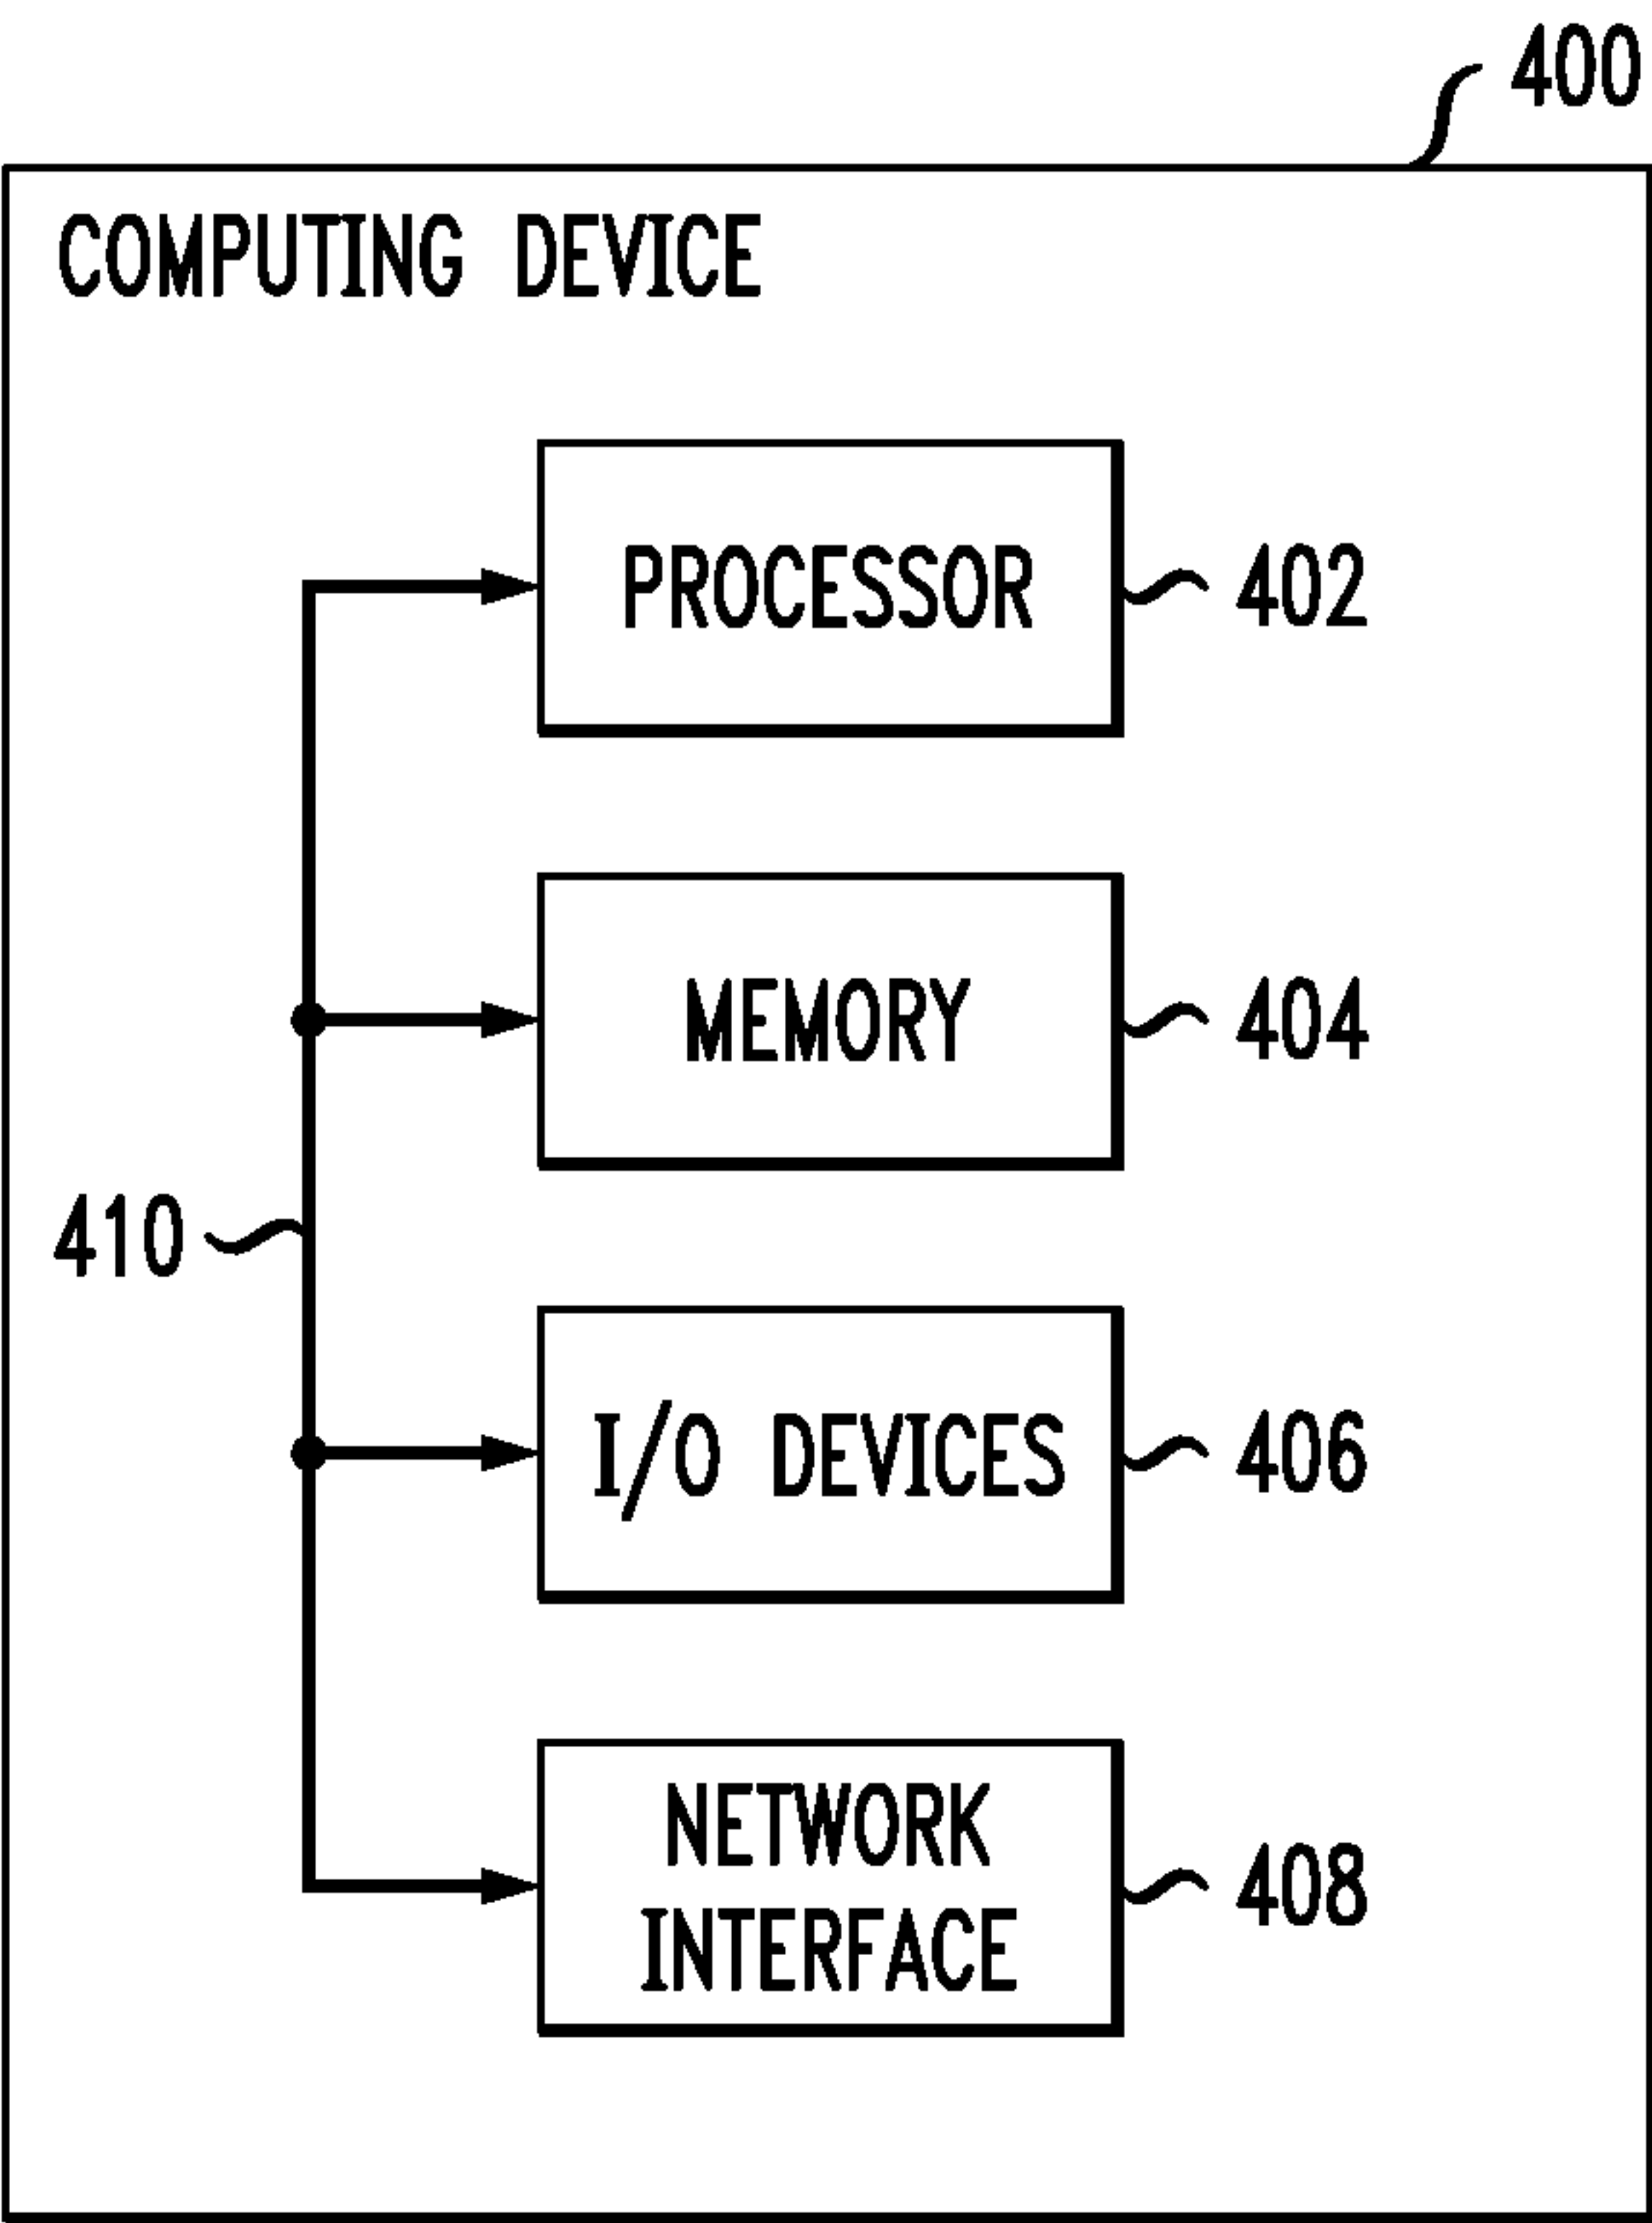 400
COMPUTING DEVICE
PROCESSOR
402
MEMORY
404
410
I/O DEVICES
406
NETWORK
INTERFACE
408